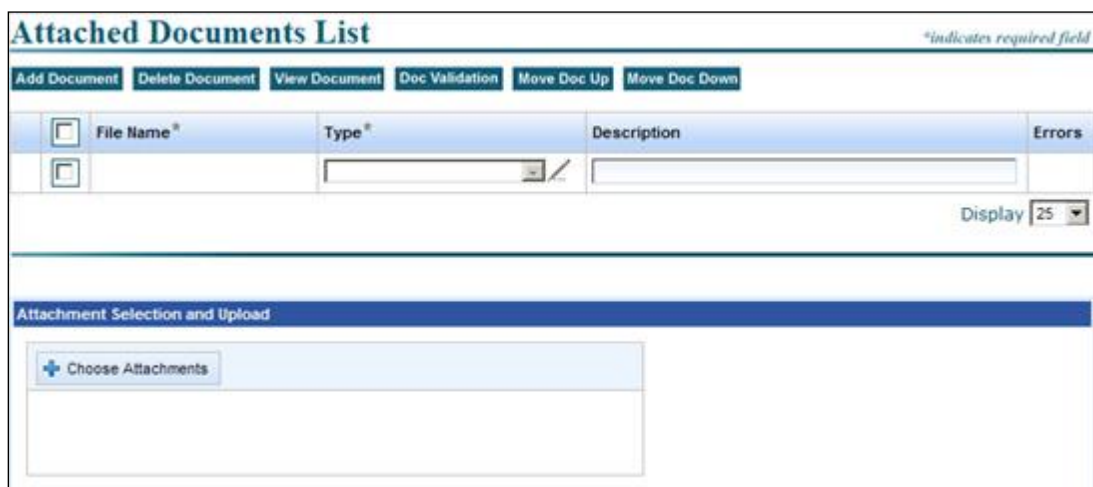 Attached Documents List
*indicates required field
Add Document Delete Document View Document Doc Validation Move Doc Up Move Doc Down
File Name* Type* Description Errors
Display 25
Attachment Selection and Upload
Choose Attachments